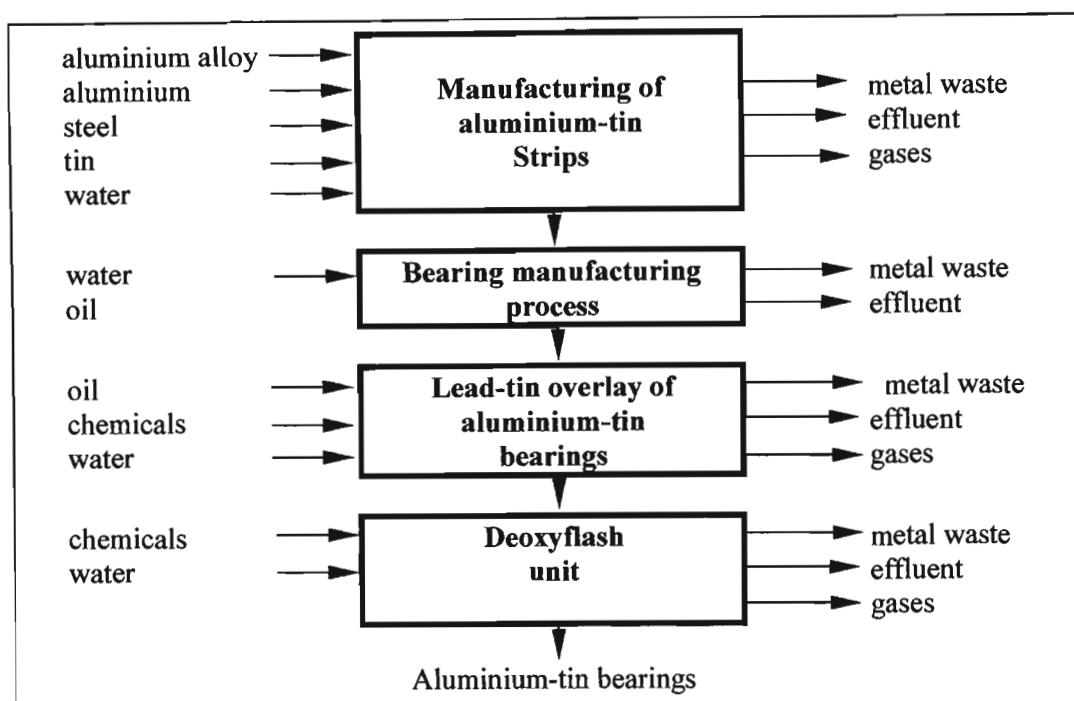 aluminium alloy
aluminium
steel
tin
water
Manufacturing of
aluminium-tin
Strips
metal waste
effluent
gases
water
oil
Bearing manufacturing
process
metal waste
effluent
oil
chemicals
water
Lead-tin overlay of
aluminium-tin
bearings
metal waste
effluent
gases
chemicals
water
Deoxyflash
unit
metal waste
effluent
gases
Aluminium-tin bearings